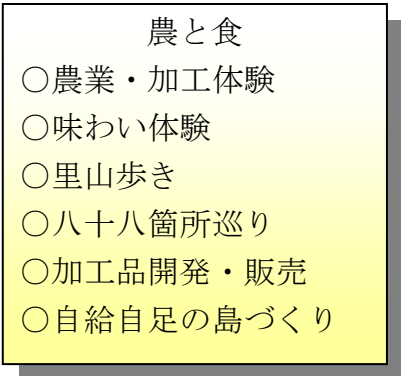 農と食
○農業・加工体験
○味わい体験
○里山歩き
○八十八箇所巡り
○加工品開発・販売
○自給自足の島づくり